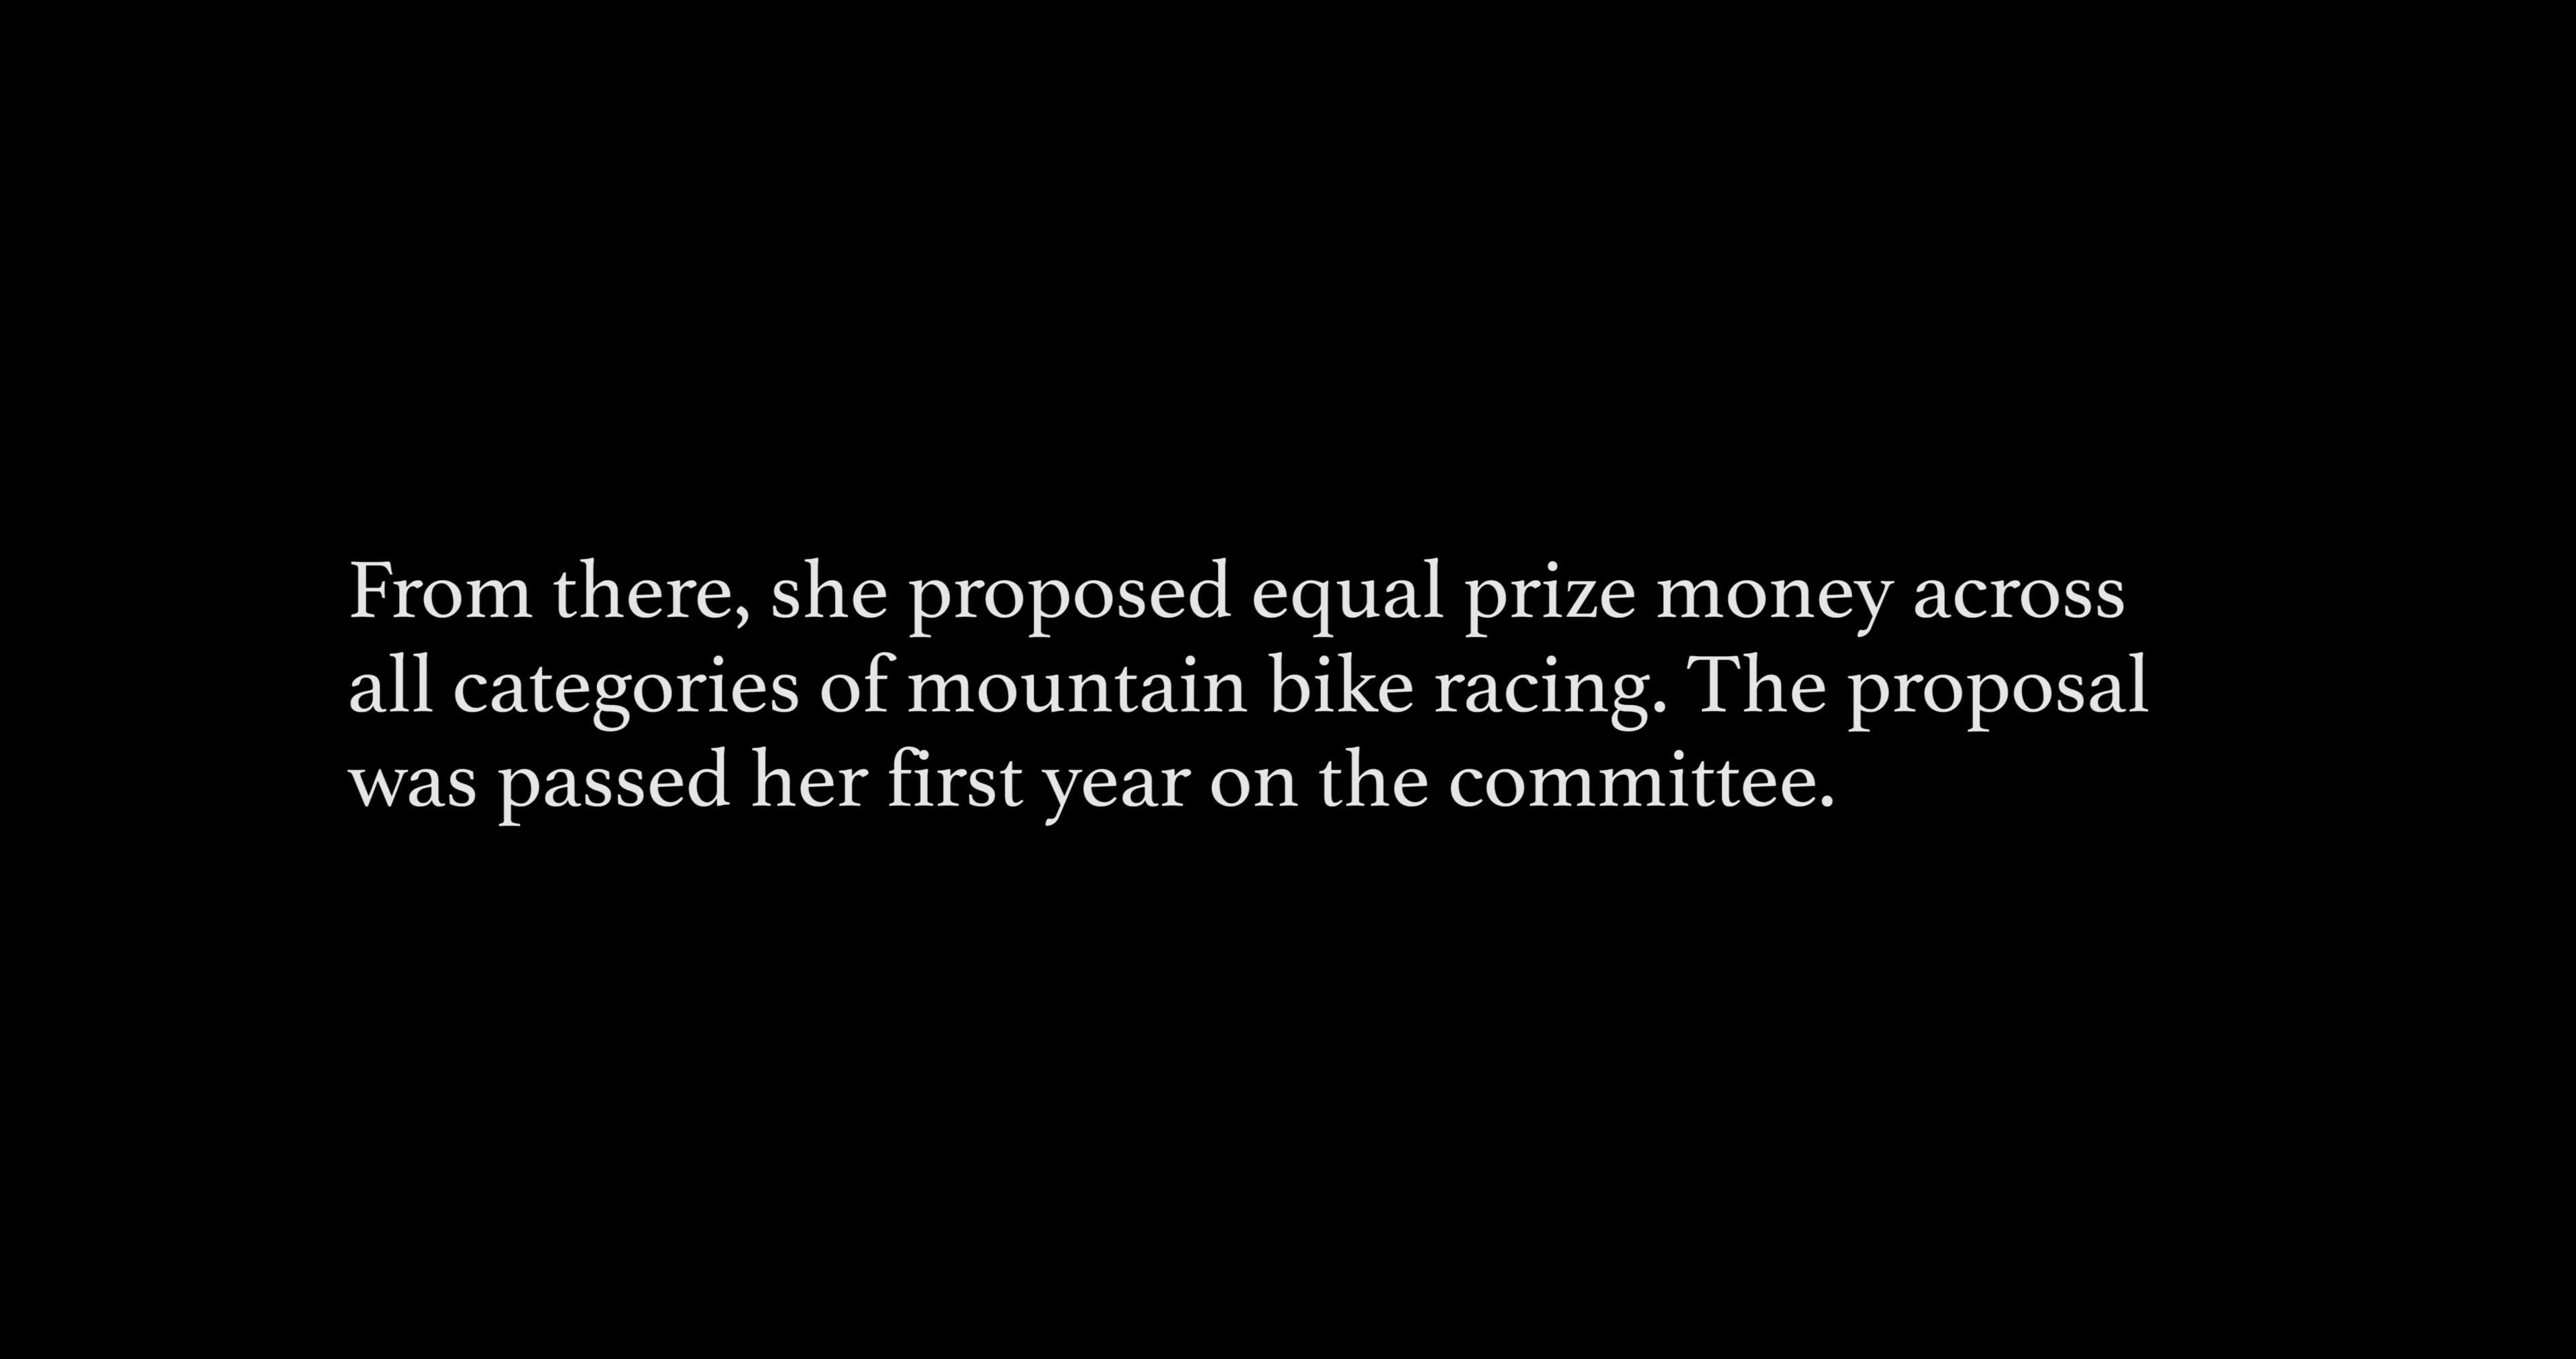 From there, she proposed equal prize money across
all categories of mountain bike racing. The proposal
was passed her first year on the committee.